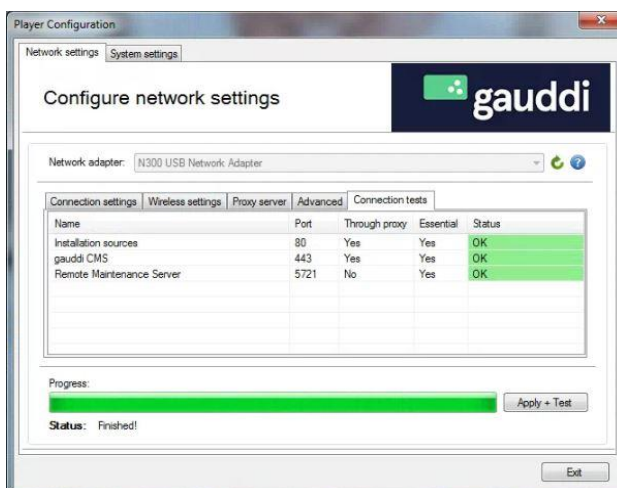 Player Configuration
Network settings System settings
Configure network settings
gauddi
Network adapter: N300 USB Network Adapter
Connection settings Wireless settings Proxy server Advanced Connection tests
Name Port Through proxy Essential Status
Installation sources 80 Yes Yes OK
gauddi CMS 443 Yes Yes OK
Remote Maintenance Server 5721 No Yes OK
Progress:
Apply + Test
Status: Finished!
Exit